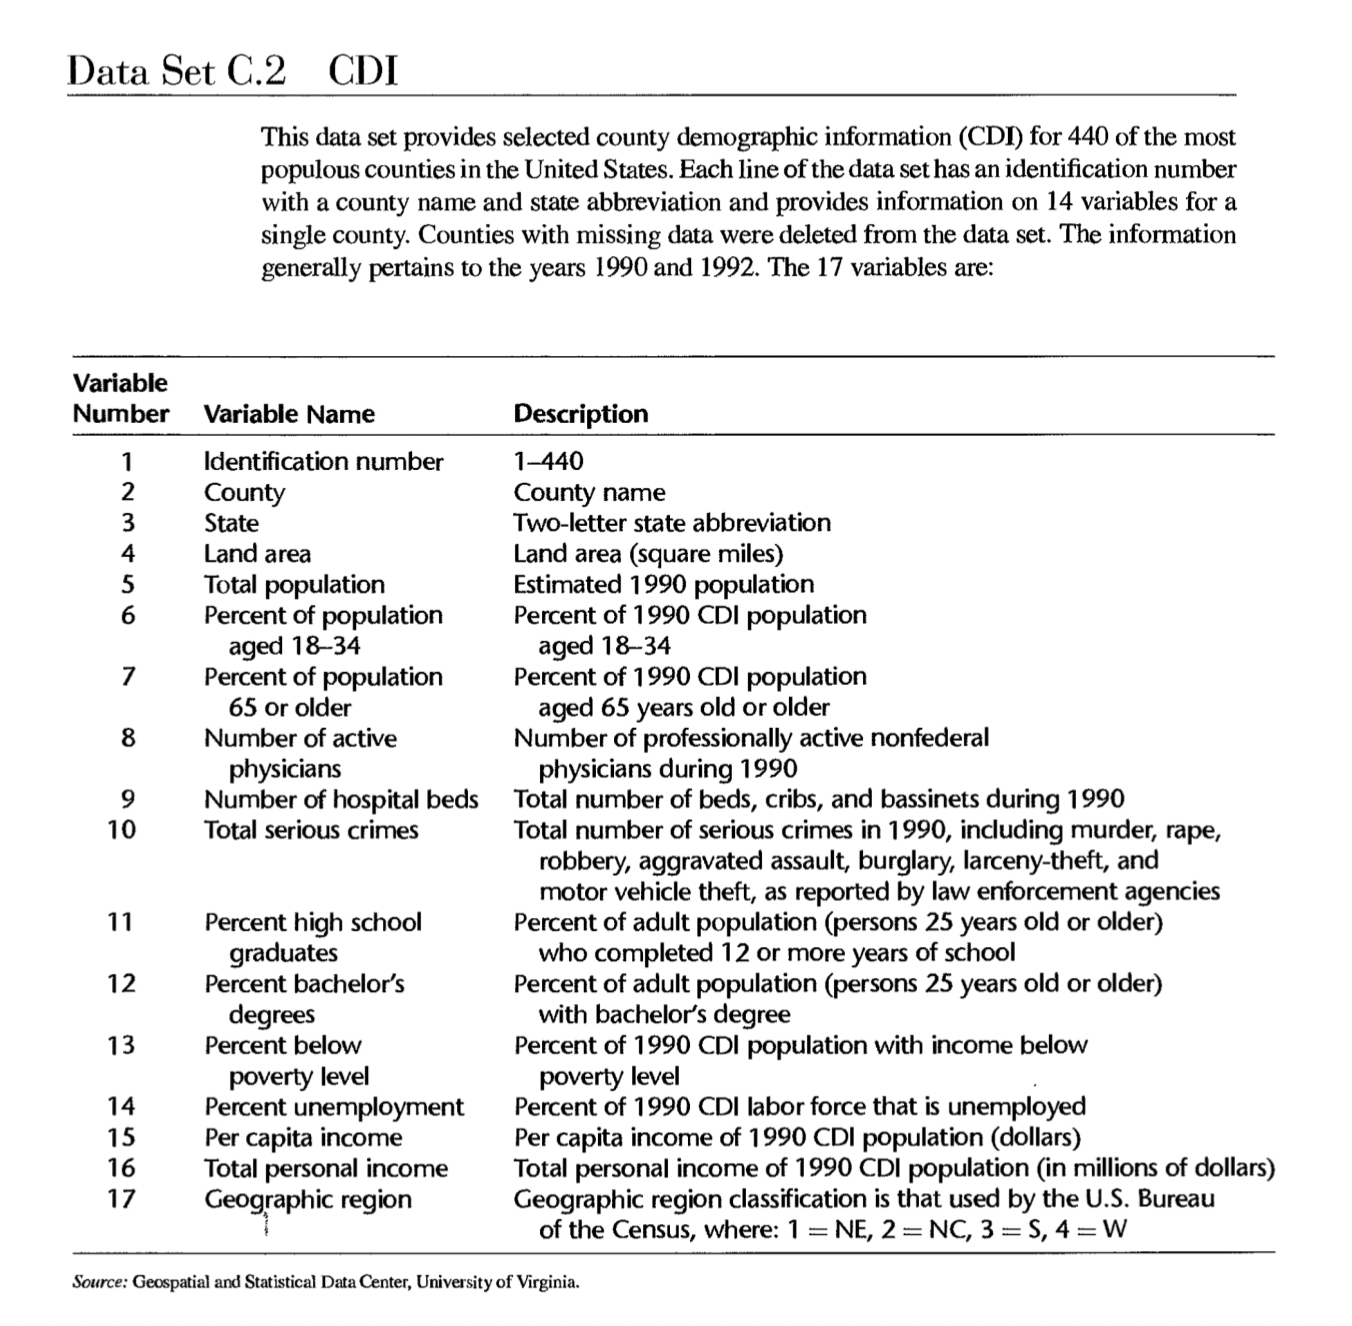 Data Set C.2 CDI
This data set provides selected county demographic information (CDI) for 440 of the most
populous counties in the United States. Each line of the data set has an identification number
with a county name and state abbreviation and provides information on 14 variables for a
single county. Counties with missing data were deleted from the data set. The information
generally pertains to the years 1990 and 1992. The 17 variables are:
Variable
Number Variable Name Description
1 Identification number 1–440
2 County County name
3 State Two-letter state abbreviation
4 Land area Land area (square miles)
5 Total population Estimated 1990 population
6 Percent of population Percent of 1990 CDI population
aged 18–34 aged 18–34
7 Percent of population Percent of 1990 CDI population
65 or older aged 65 years old or older
8 Number of active Number of professionally active nonfederal
physicians physicians during 1990
9 Number of hospital beds Total number of beds, cribs, and bassinets during 1990
10 Total serious crimes Total number of serious crimes in 1990, including murder, rape,
robbery, aggravated assault, burglary, larceny-theft, and
motor vehicle theft, as reported by law enforcement agencies
11 Percent high school Percent of adult population (persons 25 years old or older)
graduates who completed 12 or more years of school
12 Percent bachelor's Percent of adult population (persons 25 years old or older)
degrees with bachelor's degree
13 Percent below Percent of 1990 CDI population with income below
poverty level poverty level
14 Percent unemployment Percent of 1990 CDI labor force that is unemployed
15 Per capita income Per capita income of 1990 CDI population (dollars)
16 Total personal income Total personal income of 1990 CDI population (in millions of dollars)
17 Geographic region Geographic region classification is that used by the U.S. Bureau
of the Census, where: 1 = NE, 2 = NC, 3 = S, 4 = W
Source: Geospatial and Statistical Data Center, University of Virginia.